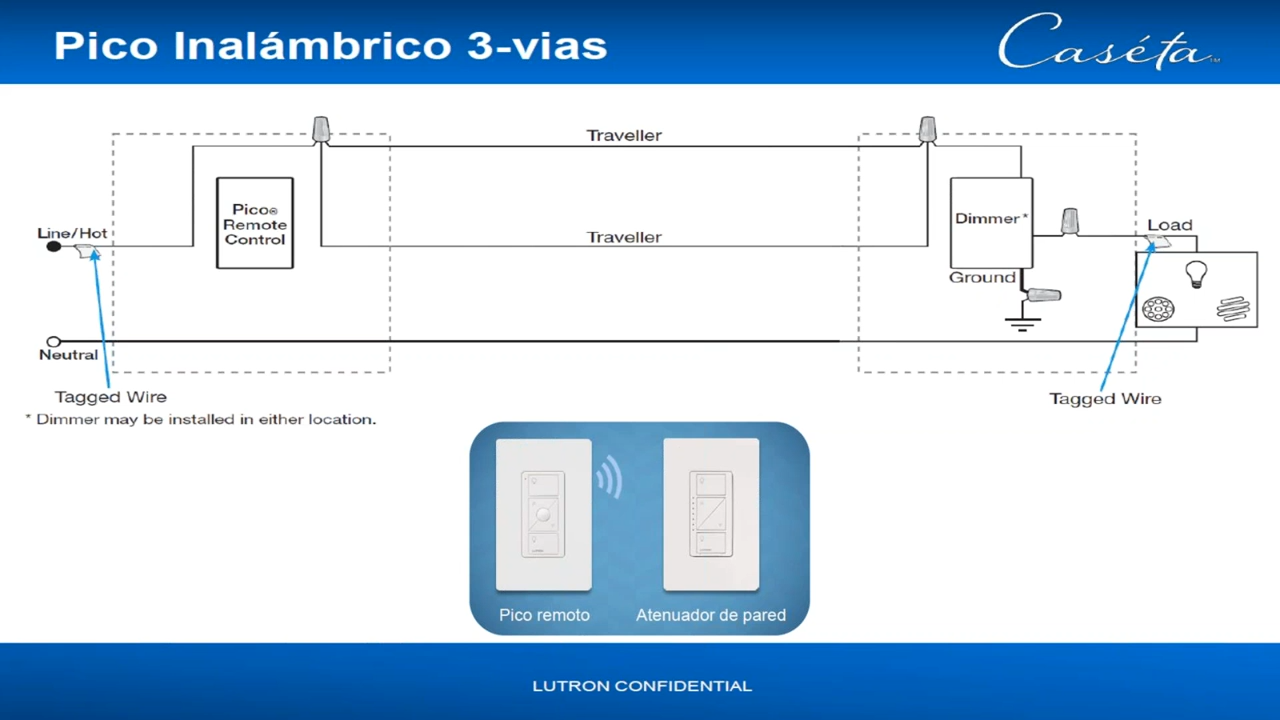 Pico Inalámbrico 3-vias
Caséta™
Traveller
Pico®
Remote
Control
Line/Hot
Traveller
Dimmer*
Load
Ground
Neutral
Tagged Wire
Tagged Wire
* Dimmer may be installed in either location.
Pico remoto
Atenuador de pared
LUTRON CONFIDENTIAL